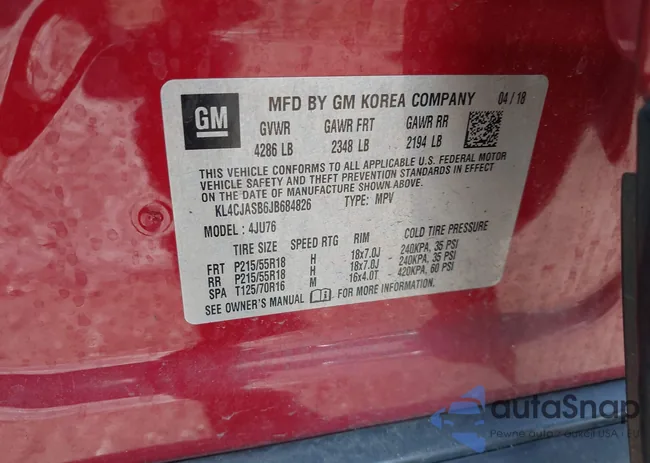 GM
MFD BY GM KOREA COMPANY 04 / 18
GVWR GAWR FRT GAWR RR
4286 LB 2348 LB 2194 LB
THIS VEHICLE CONFORMS TO ALL APPLICABLE U.S. FEDERAL MOTOR
VEHICLE SAFETY AND THEFT PREVENTION STANDARDS IN EFFECT
ON THE DATE OF MANUFACTURE SHOWN ABOVE.
KL4CJASB6JB684826 TYPE: MPV
MODEL : 4JU76
TIRE SIZE SPEED RTG RIM COLD TIRE PRESSURE
FRT P215/55R18 H 18x7.0J - 240KPA, 35 PSI
RR P215/55R18 H 18x7.0J - 240KPA, 35 PSI
SPA T125/70R16 M 16x4.0T - 420KPA, 60 PSI
SEE OWNER'S MANUAL FOR MORE INFORMATION.
autaSnap